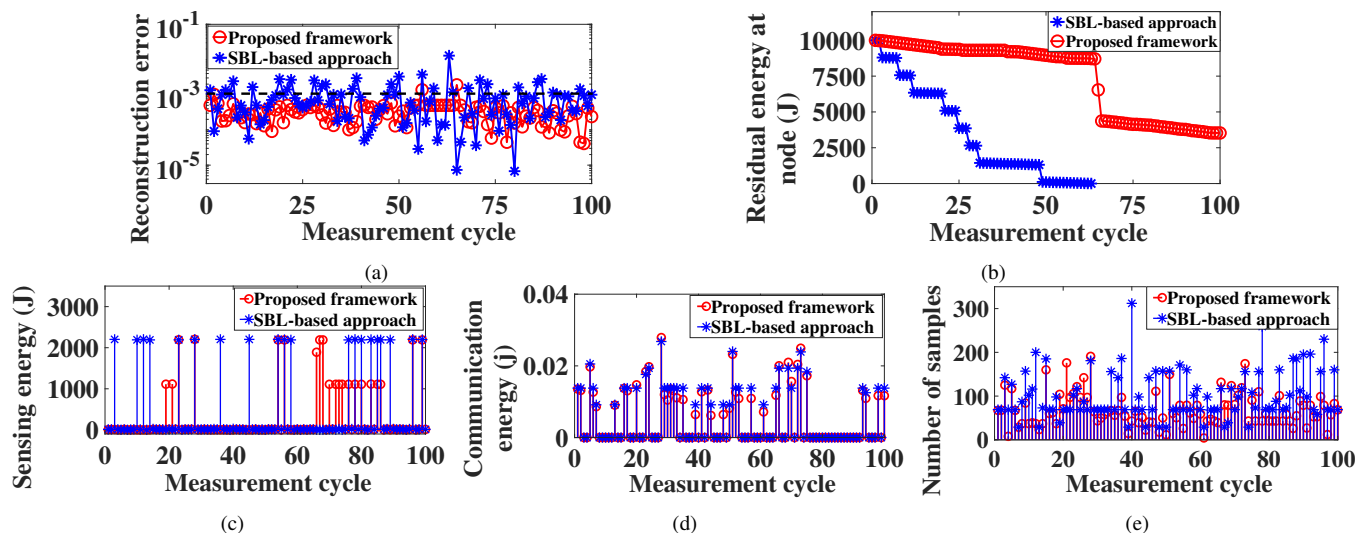 10^-1
10^-3
10^-5
Reconstruction error
Proposed framework
SBL-based approach
0 25 50 75 100
Measurement cycle
(a)
10000
7500
5000
2500
0
Residual energy at
node (J)
SBL-based approach
Proposed framework
0 25 50 75 100
Measurement cycle
(b)
3000
2000
1000
0
Sensing energy (J)
Proposed framework
SBL-based approach
0 20 40 60 80 100
Measurement cycle
(c)
0.04
0.02
0
Communication
energy (j)
Proposed framework
SBL-based approach
0 20 40 60 80 100
Measurement cycle
(d)
300
200
100
0
Number of samples
Proposed framework
SBL-based approach
0 20 40 60 80 100
Measurement cycle
(e)